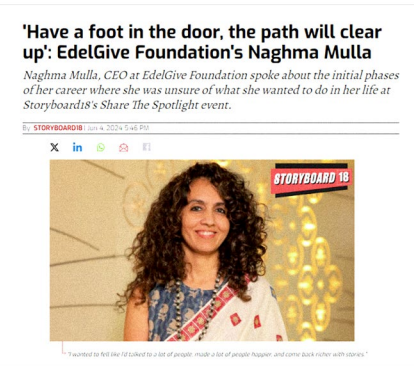 'Have a foot in the door, the path will clear
up': EdelGive Foundation's Naghma Mulla
Naghma Mulla, CEO at EdelGive Foundation spoke about the initial phases
of her career where she was unsure of what she wanted to do in her life at
Storyboard18's Share The Spotlight event.
By STORYBOARD18 | Jun 4, 2024 5:46 PM
STORYBOARD 18
"I wanted to fell like I'd talked to a lot of people, made a lot of people happier, and come back richer with stories."